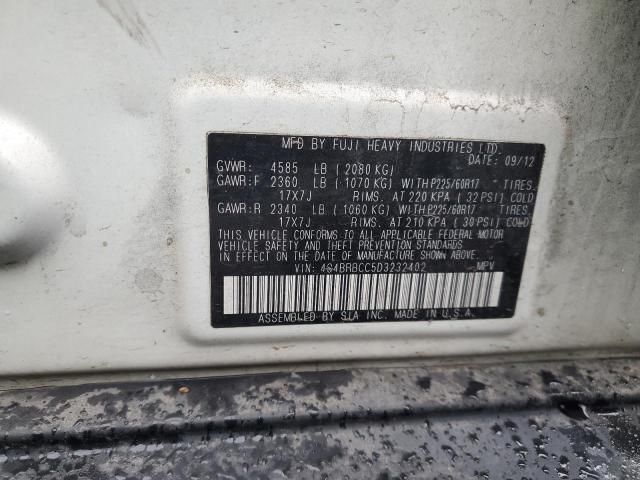 MFD BY FUJI HEAVY INDUSTRIES LTD.
DATE: 09/12
GVWR: 4585 LB (2080 KG)
GAWR:F 2360 LB (1070 KG) WITH P225/60R17 TIRES.
17X7J RIMS. AT 220 KPA (32 PSI) COLD
GAWR:R 2340 LB (1060 KG) WITH P225/60R17 TIRES.
17X7J RIMS. AT 210 KPA (30 PSI) COLD
THIS VEHICLE CONFORMS TO ALL APPLICABLE FEDERAL MOTOR
VEHICLE SAFETY AND THEFT PREVENTION STANDARDS
IN EFFECT ON THE DATE OF MANUFACTURE SHOWN ABOVE.
VIN: 4S4BRBCC5D3232402 MPV
ASSEMBLED BY SIA INC. MADE IN U.S.A.